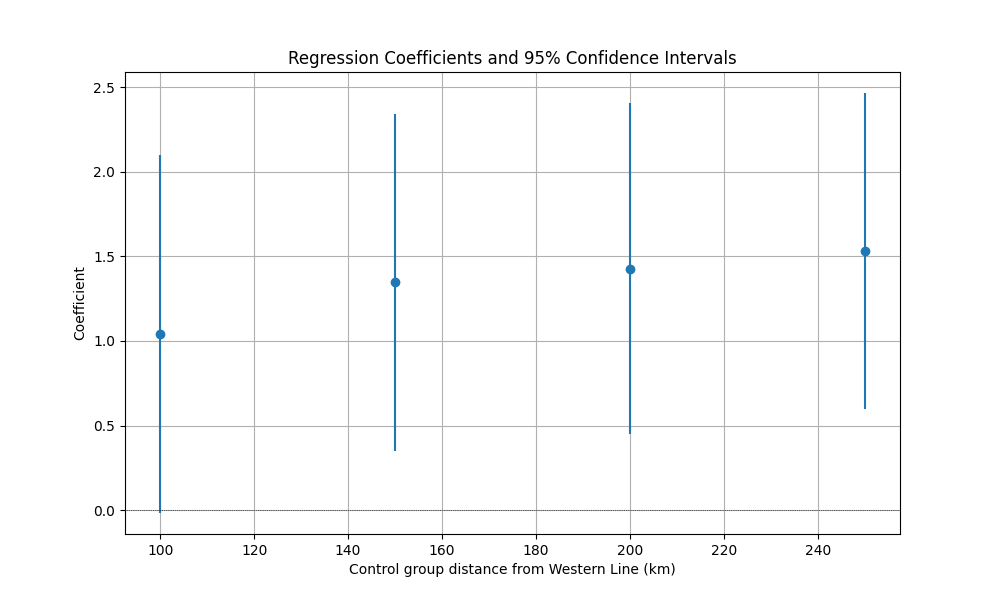 Regression Coefficients and 95% Confidence Intervals
2.5
2.0
1.5
1.0
0.5
0.0
Coefficient
100 120 140 160 180 200 220 240
Control group distance from Western Line (km)